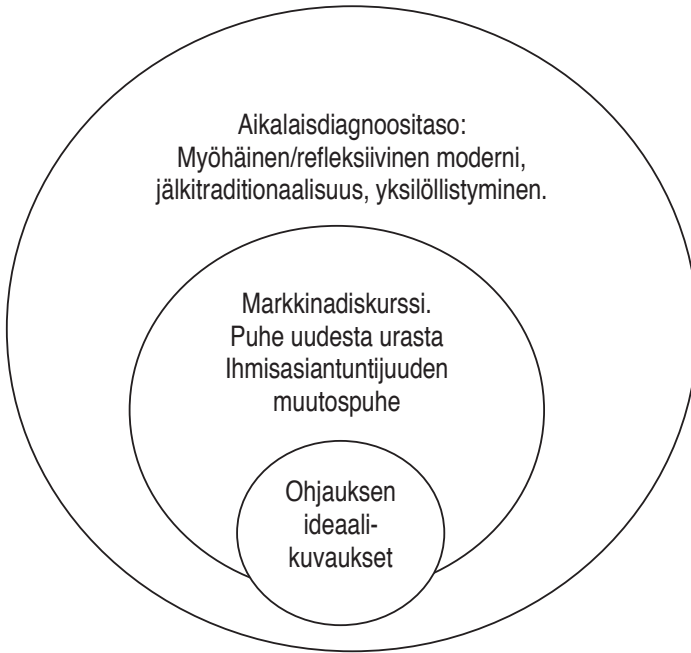 Aikalaisdiagnoositaso:
Myöhäinen/refleksiivinen moderni,
jälkitraditionaalisuus, yksilöllistyminen.
Markkinadiskurssi.
Puhe uudesta urasta
Ihmisasiantuntijuuden
muutospuhe
Ohjauksen
ideaali-
kuvaukset